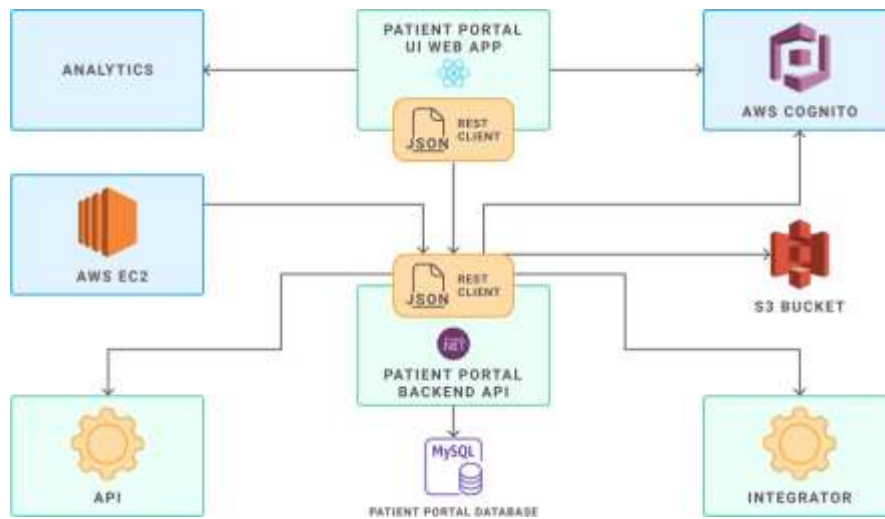 PATIENT PORTAL
UI WEB APP
ANALYTICS
JSON
REST
CLIENT
AWS COGNITO
AWS EC2
JSON
REST
CLIENT
S3 BUCKET
.NET
PATIENT PORTAL
BACKEND API
API
MySQL
INTEGRATOR
PATIENT PORTAL DATABASE